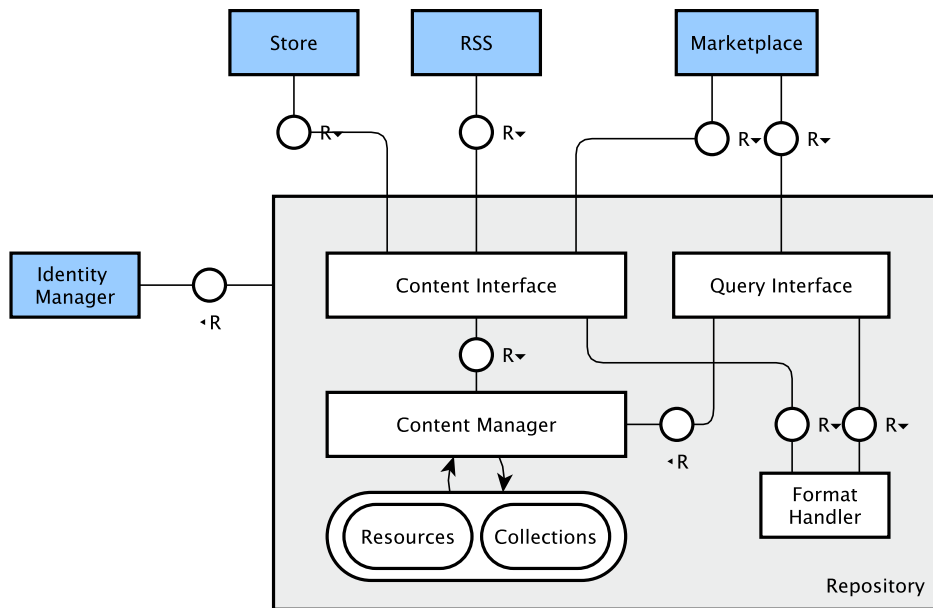 Store
RSS
Marketplace
R
R
R
R
Identity
Manager
R
Content Interface
Query Interface
R
Content Manager
R
R
R
Format
Handler
Resources
Collections
Repository